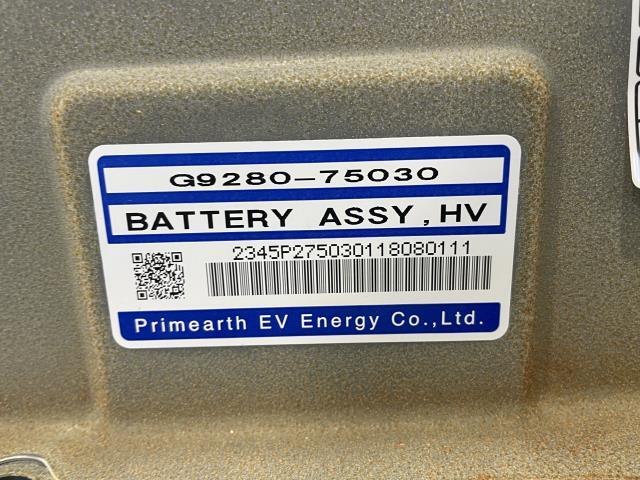 G9280-75030
BATTERY ASSY,HV
2345P275030118080111
Primearth EV Energy Co.,Ltd.